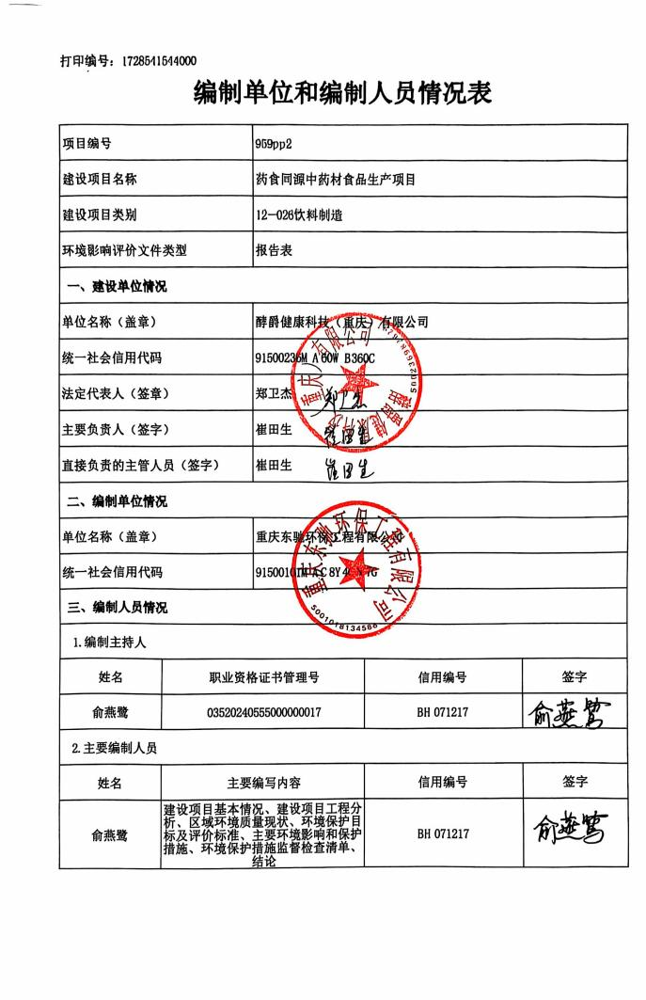 打印编号：1728541544000
编制单位和编制人员情况表
项目编号 959pp2
建设项目名称 药食同源中药材食品生产项目
建设项目类别 12—026饮料制造
环境影响评价文件类型 报告表
一、建设单位情况
单位名称（盖章） 醇爵健康科技（重庆）有限公司
统一社会信用代码 91500236MA60WB360C
法定代表人（签章） 郑卫杰 郑卫杰
主要负责人（签字） 崔田生 崔田生
直接负责的主管人员（签字） 崔田生 崔田生
二、编制单位情况
单位名称（盖章） 重庆东驰环保工程有限公司
统一社会信用代码
重庆东驰环保工程有限公司
5001018134586
三、编制人员情况
1.编制主持人
姓名 职业资格证书管理号 信用编号 签字
俞燕鹭 03520240555000000017 BH 071217 俞燕鹭
2.主要编制人员
姓名 主要编写内容 信用编号 签字
俞燕鹭 建设项目基本情况、建设项目工程分
析、区域环境质量现状、环境保护目
标及评价标准、主要环境影响和保护
措施、环境保护措施监督检查清单、
结论 BH 071217 俞燕鹭